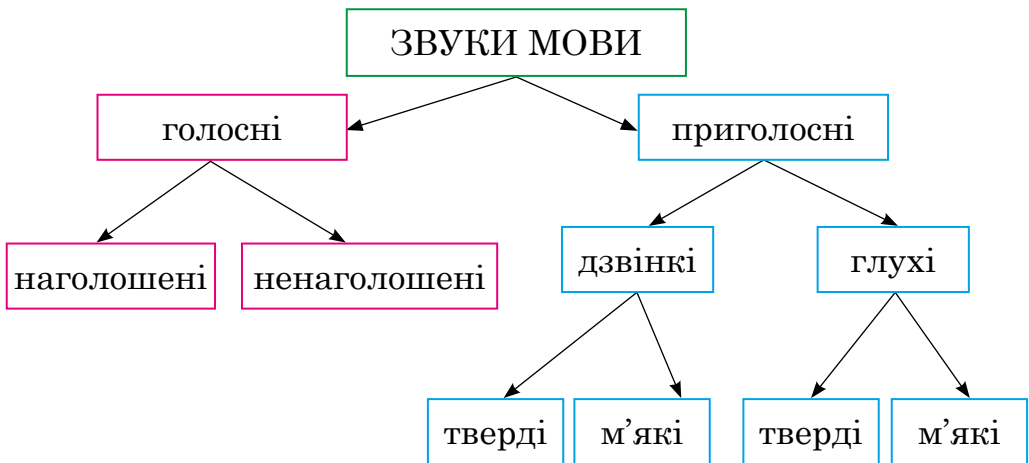 ЗВУКИ МОВИ
голосні
приголосні
наголошені
ненаголошені
дзвінкі
глухі
тверді
м’які
тверді
м’які